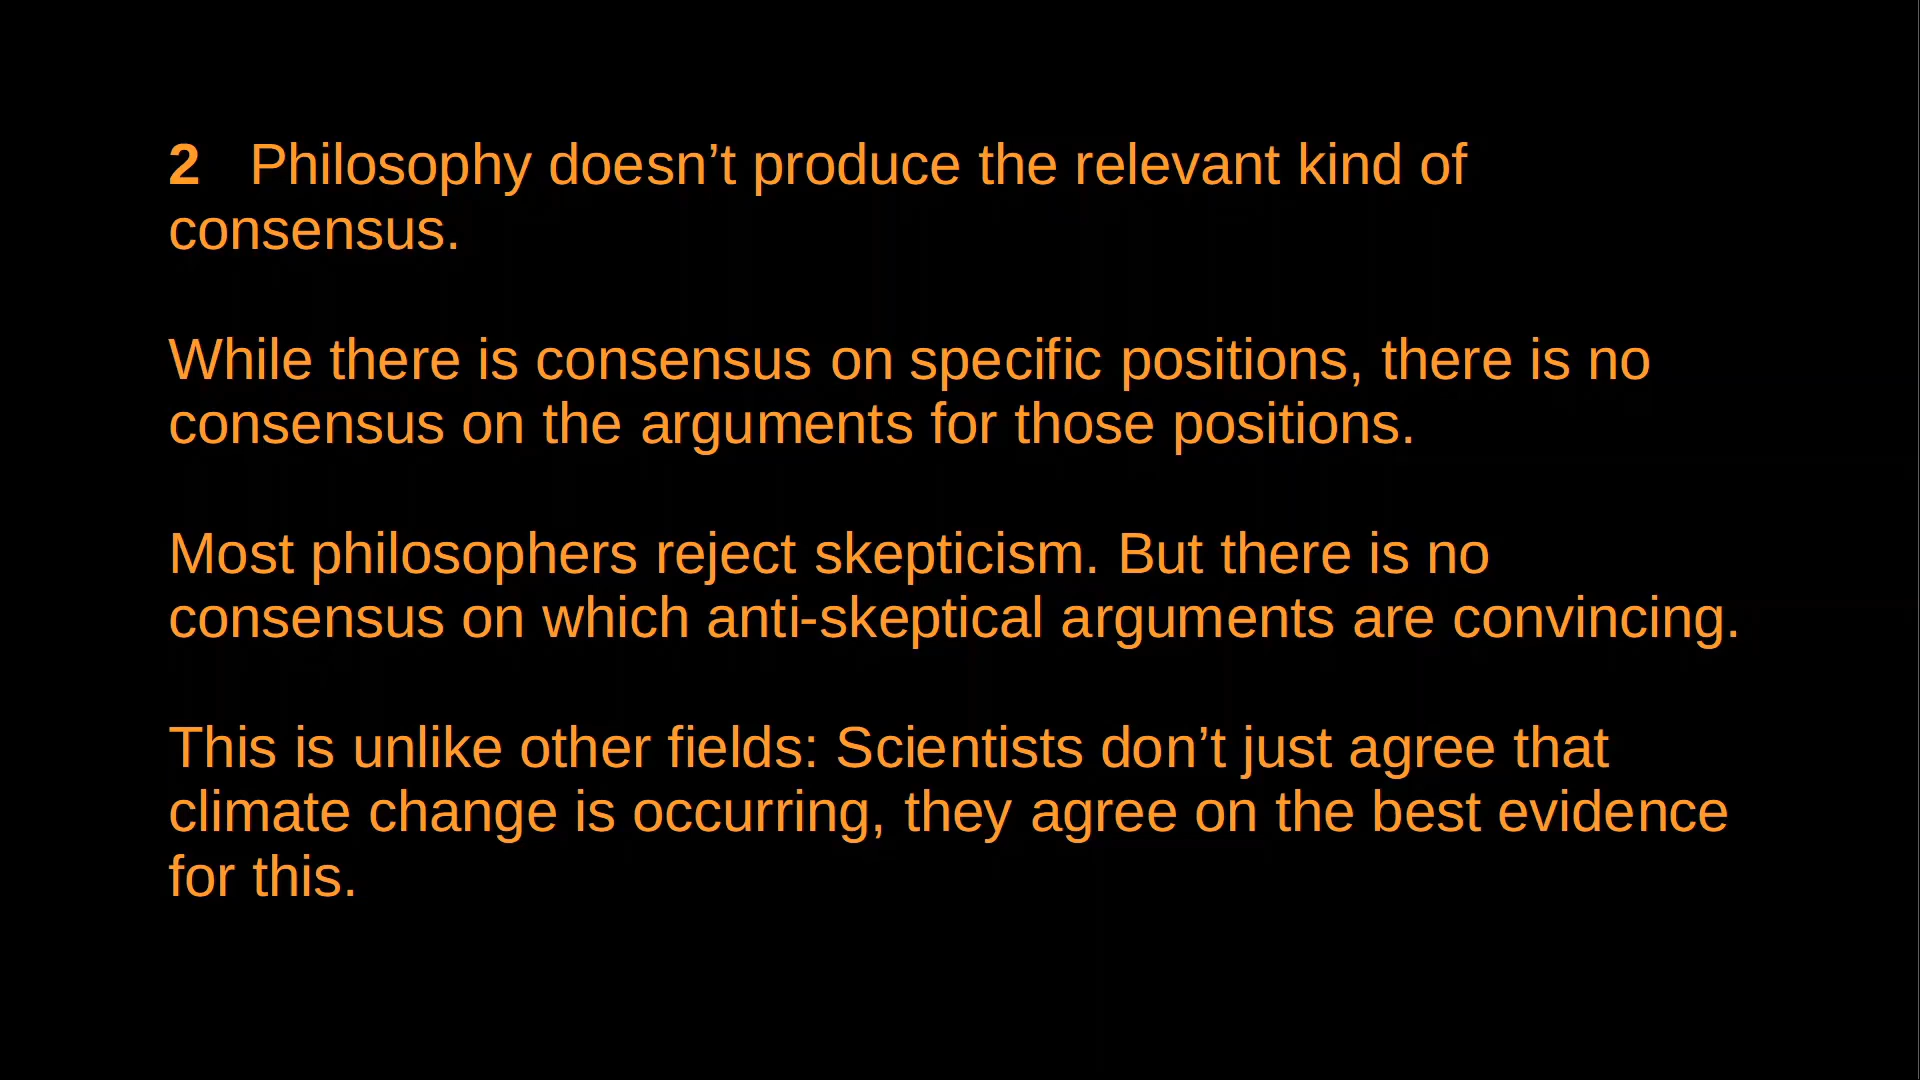 2 Philosophy doesn’t produce the relevant kind of
consensus.
While there is consensus on specific positions, there is no
consensus on the arguments for those positions.
Most philosophers reject skepticism. But there is no
consensus on which anti-skeptical arguments are convincing.
This is unlike other fields: Scientists don’t just agree that
climate change is occurring, they agree on the best evidence
for this.